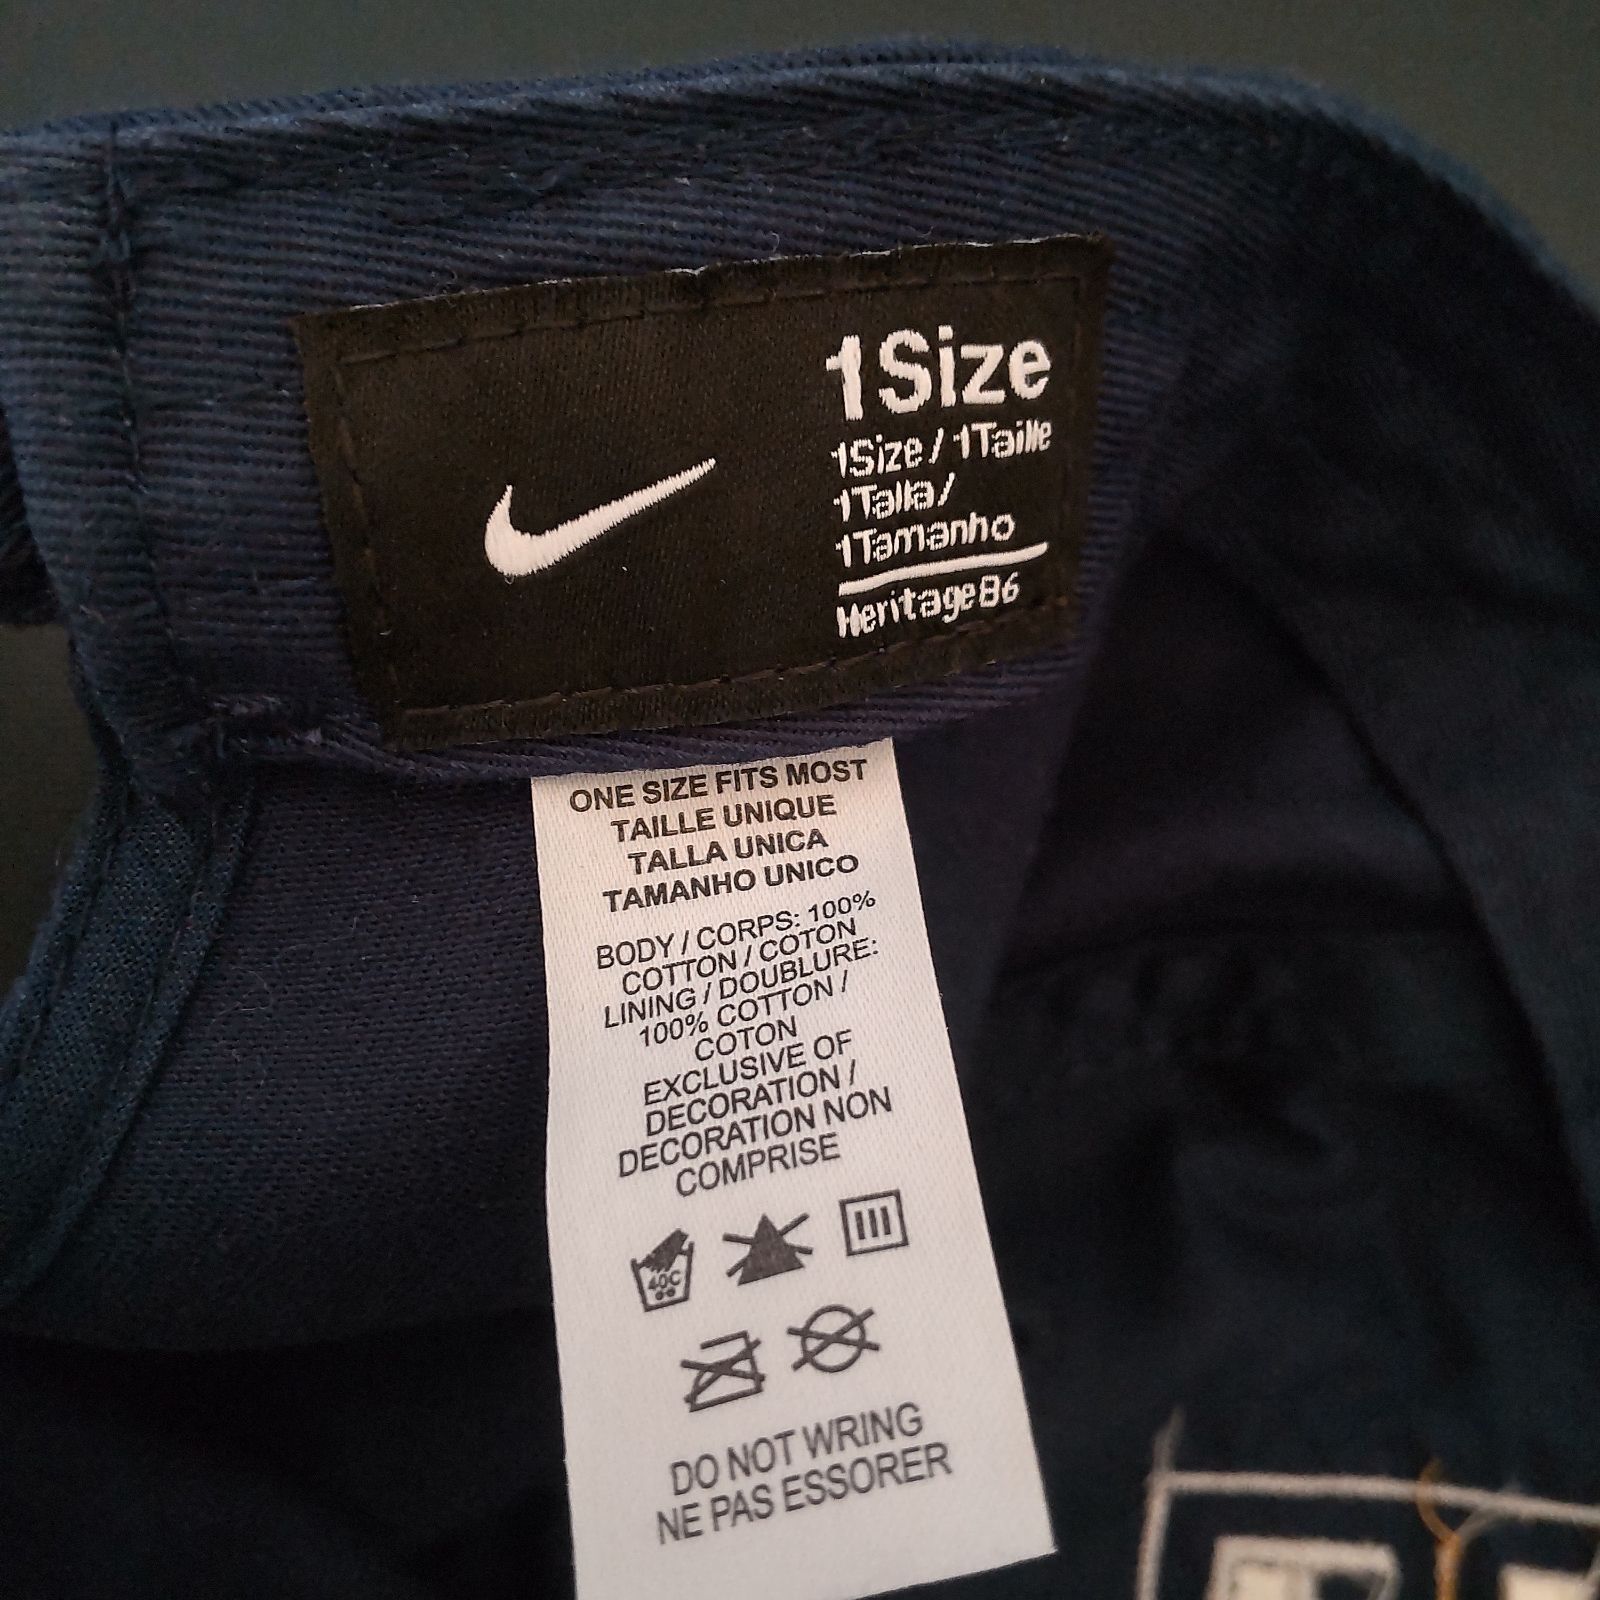 1Size
1Size / 1Taille
1Talla /
1Tamanho
Heritage86
ONE SIZE FITS MOST
TAILLE UNIQUE
TALLA UNICA
TAMANHO UNICO
BODY / CORPS: 100%
COTTON / COTON
LINING / DOUBLURE:
100% COTTON /
COTON
EXCLUSIVE OF
DECORATION /
DECORATION NON
COMPRISE
40C
DO NOT WRING
NE PAS ESSORER